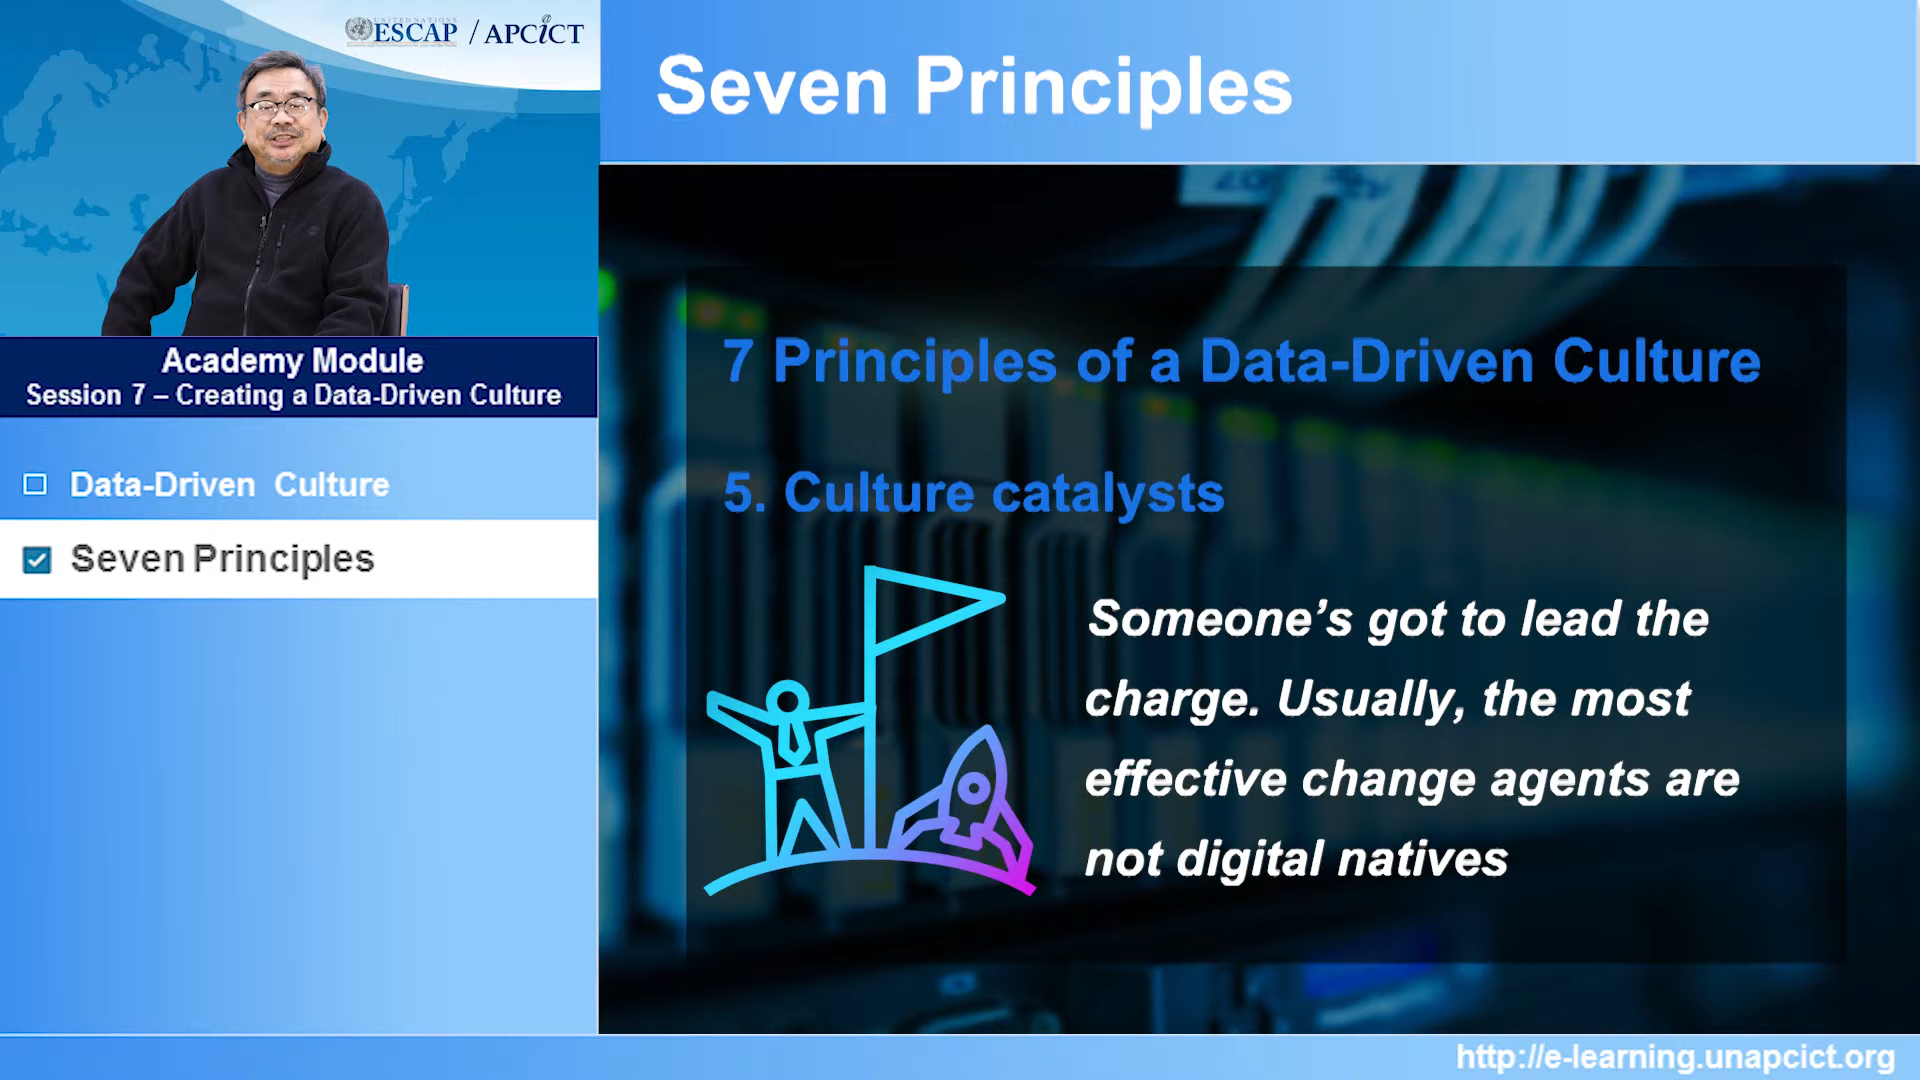 UNITED NATIONS
ESCAP / APCICT
Seven Principles
Academy Module
Session 7 – Creating a Data-Driven Culture
Data-Driven Culture
Seven Principles
7 Principles of a Data-Driven Culture
5. Culture catalysts
Someone’s got to lead the
charge. Usually, the most
effective change agents are
not digital natives
http://e-learning.unapcict.org